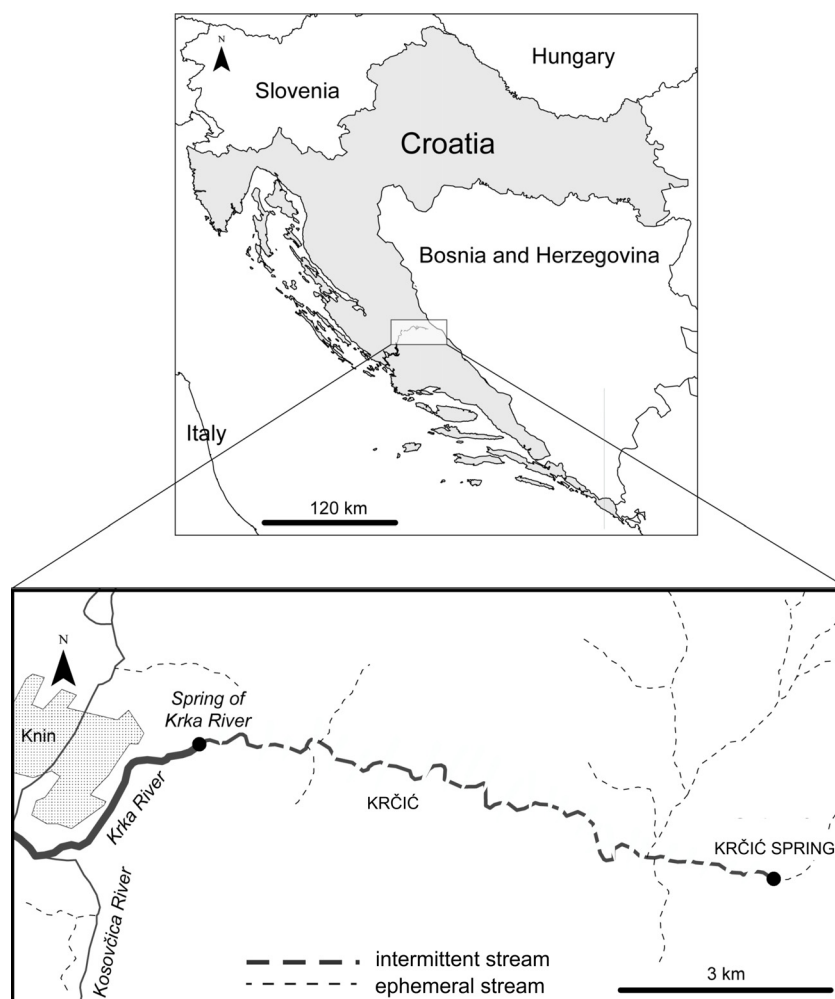 N
Hungary
Slovenia
Croatia
Bosnia and Herzegovina
Italy
120 km
N
Spring of
Krka River
Knin
Krka River
KRČIĆ
KRČIĆ SPRING
Kosovčica River
intermittent stream
ephemeral stream
3 km